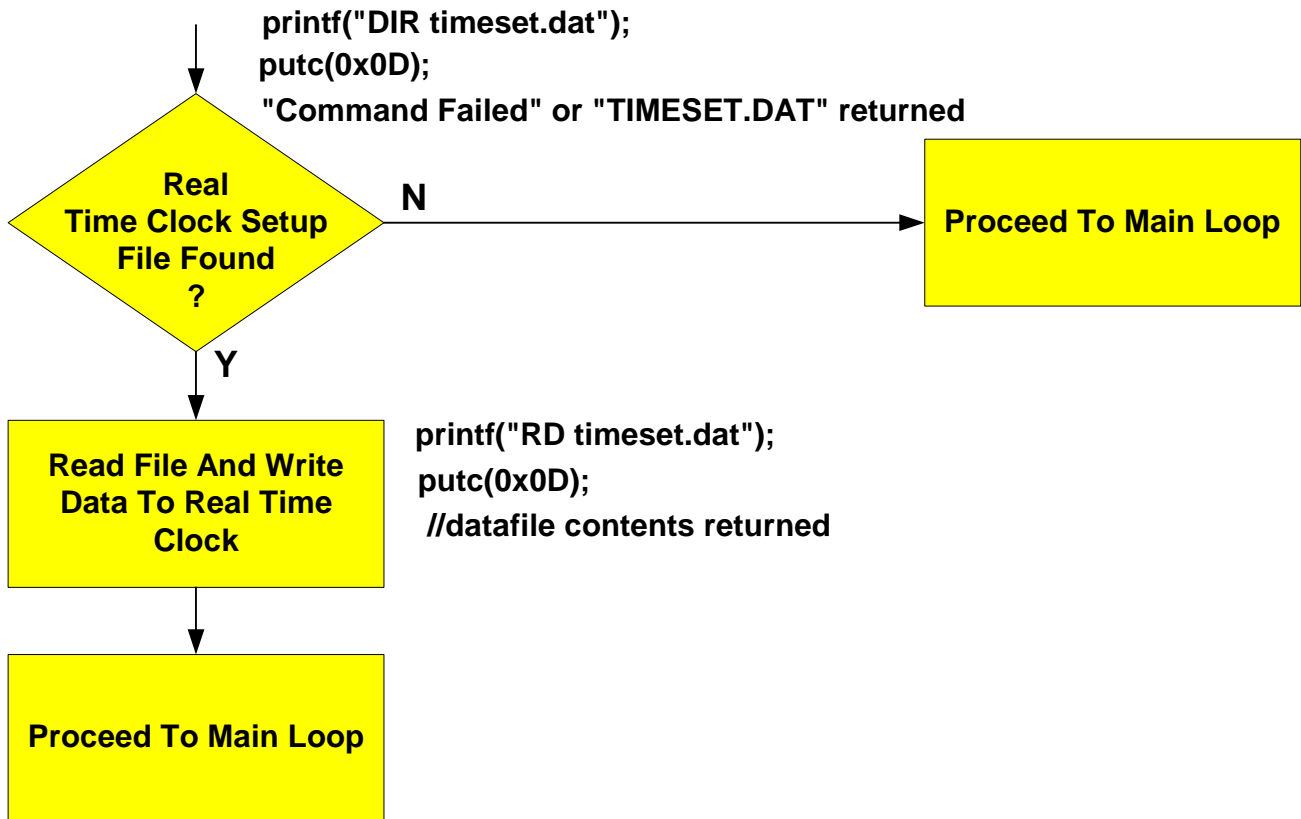 printf("DIR timeset.dat");
putc(0x0D);
"Command Failed" or "TIMESET.DAT" returned
Real
Time Clock Setup
File Found
?
N
Proceed To Main Loop
Y
Read File And Write
Data To Real Time
Clock
printf("RD timeset.dat");
putc(0x0D);
//datafile contents returned
Proceed To Main Loop